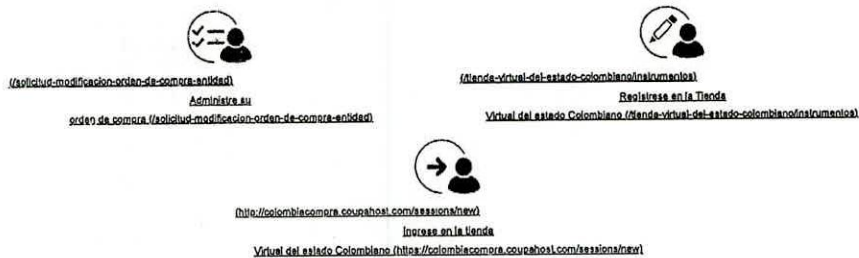 (/solicitud-modificacion-orden-de-compra-entidad)
Administre su
orden de compra (/solicitud-modificacion-orden-de-compra-entidad)
(/tienda-virtual-del-estado-colombiano/instrumentos)
Regístrese en la Tienda
Virtual del estado Colombiano (/tienda-virtual-del-estado-colombiano/instrumentos)
(http://colombiacompra.coupahost.com/sessions/new)
Ingrese en la tienda
Virtual del estado Colombiano (https://colombiacompra.coupahost.com/sessions/new)